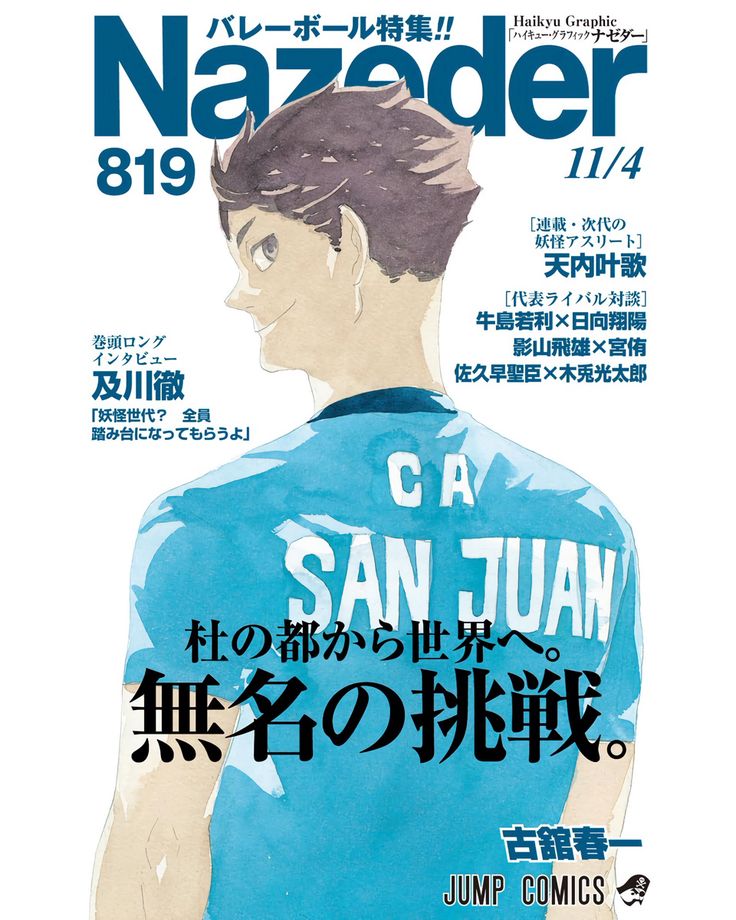 バレーボール特集!!
Haikyu Graphic
「ハイキュー・グラフィック ナゼダー」
Nazeder
819
11/4
［連載・次代の
妖怪アスリート］
天内叶歌
［代表ライバル対談］
牛島若利×日向翔陽
影山飛雄×宮侑
佐久早聖臣×木兎光太郎
巻頭ロング
インタビュー
及川徹
「妖怪世代？　全員
踏み台になってもらうよ」
CA
SAN JUAN
杜の都から世界へ。
無名の挑戦。
古舘春一
JUMP COMICS